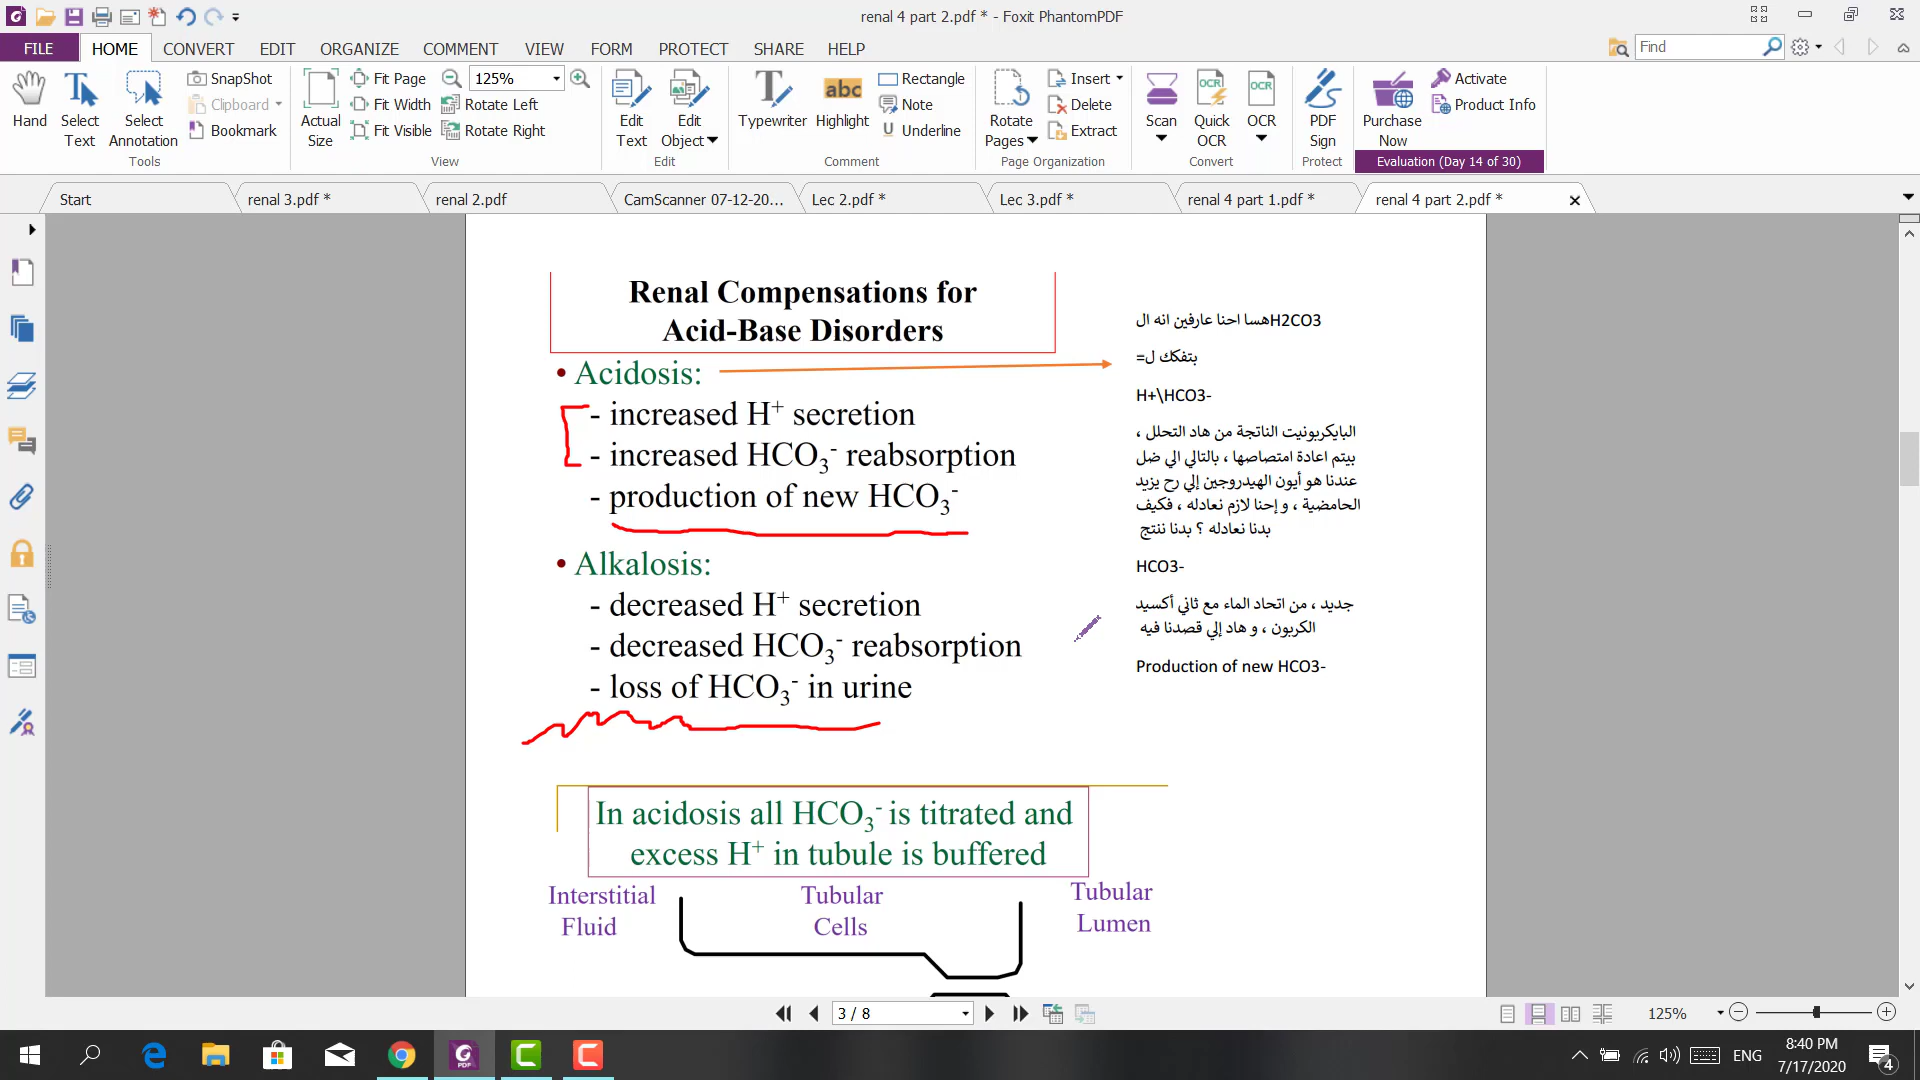 renal 4 part 2.pdf * - Foxit PhantomPDF
FILE HOME CONVERT EDIT ORGANIZE COMMENT VIEW FORM PROTECT SHARE HELP
Find
Hand
Select Text
Select Annotation
SnapShot
Clipboard
Bookmark
Tools
Actual Size
Fit Page
Fit Width
Fit Visible
125%
Rotate Left
Rotate Right
View
Edit Text
Edit Object
Edit
Typewriter
abc
Highlight
Rectangle
Note
Underline
Comment
Rotate Pages
Insert
Delete
Extract
Page Organization
Scan
OCR
Quick OCR
OCR
OCR
Convert
PDF Sign
Protect
Purchase Now
Activate
Product Info
Evaluation (Day 14 of 30)
Start
renal 3.pdf *
renal 2.pdf
CamScanner 07-12-20...
Lec 2.pdf *
Lec 3.pdf *
renal 4 part 1.pdf *
renal 4 part 2.pdf *
Renal Compensations for
Acid-Base Disorders
• Acidosis:
- increased H+ secretion
- increased HCO3- reabsorption
- production of new HCO3-
• Alkalosis:
- decreased H+ secretion
- decreased HCO3- reabsorption
- loss of HCO3- in urine
هسا احنا عارفين انه الH2CO3
بتفكك ل=
H+\HCO3-
البايكربونيت الناتجة من هاد التحلل ،
بيتم اعادة امتصاصها ، بالتالي الي ضل
عندنا هو أيون الهيدروجين إلي رح يزيد
الحامضية ، و إحنا لازم نعادله ، فكيف
بدنا نعادله ؟ بدنا ننتج
HCO3-
جديد ، من اتحاد الماء مع ثاني أكسيد
الكربون ، و هاد إلي قصدنا فيه
Production of new HCO3-
In acidosis all HCO3- is titrated and
excess H+ in tubule is buffered
Interstitial Fluid
Tubular Cells
Tubular Lumen
3 / 8
125%
PDF
ENG
8:40 PM
7/17/2020
4